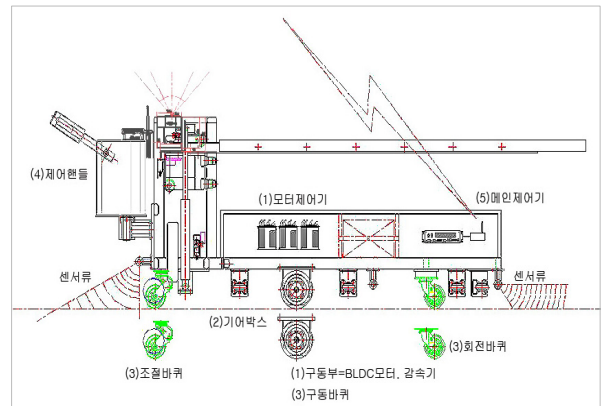 (4)제어핸들
(1)모터제어기
(5)메인제어기
센서류
센서류
(2)기어박스
(3)조절바퀴
(1)구동부=BLDC모터, 감속기
(3)회전바퀴
(3)구동바퀴